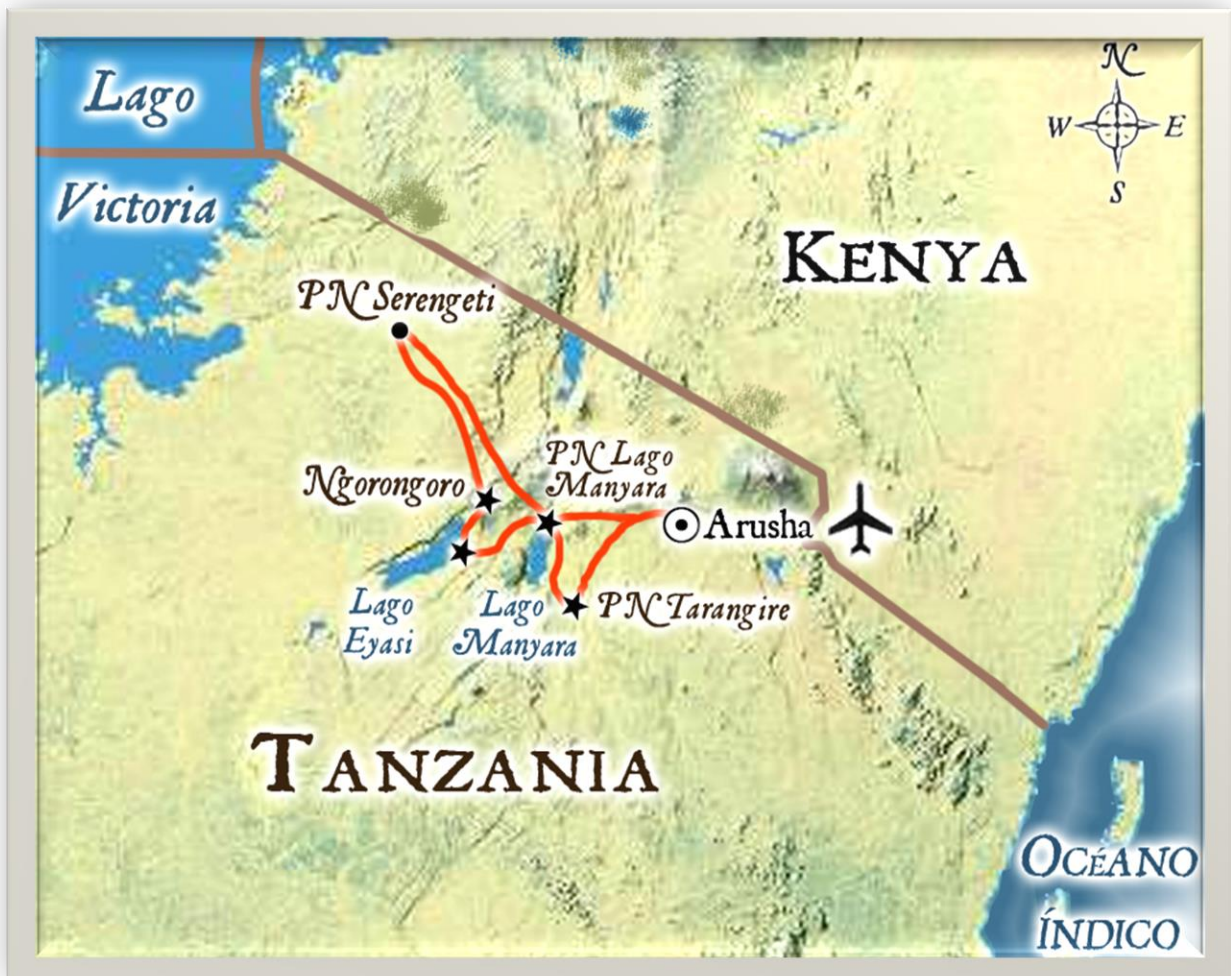 Lago
Victoria
N
W E
S
KENYA
PN Serengeti
PN Lago
Manyara
Ngorongoro
Arusha
Lago
Eyasi
Lago
Manyara
PN Tarangire
TANZANIA
OCÉANO
ÍNDICO